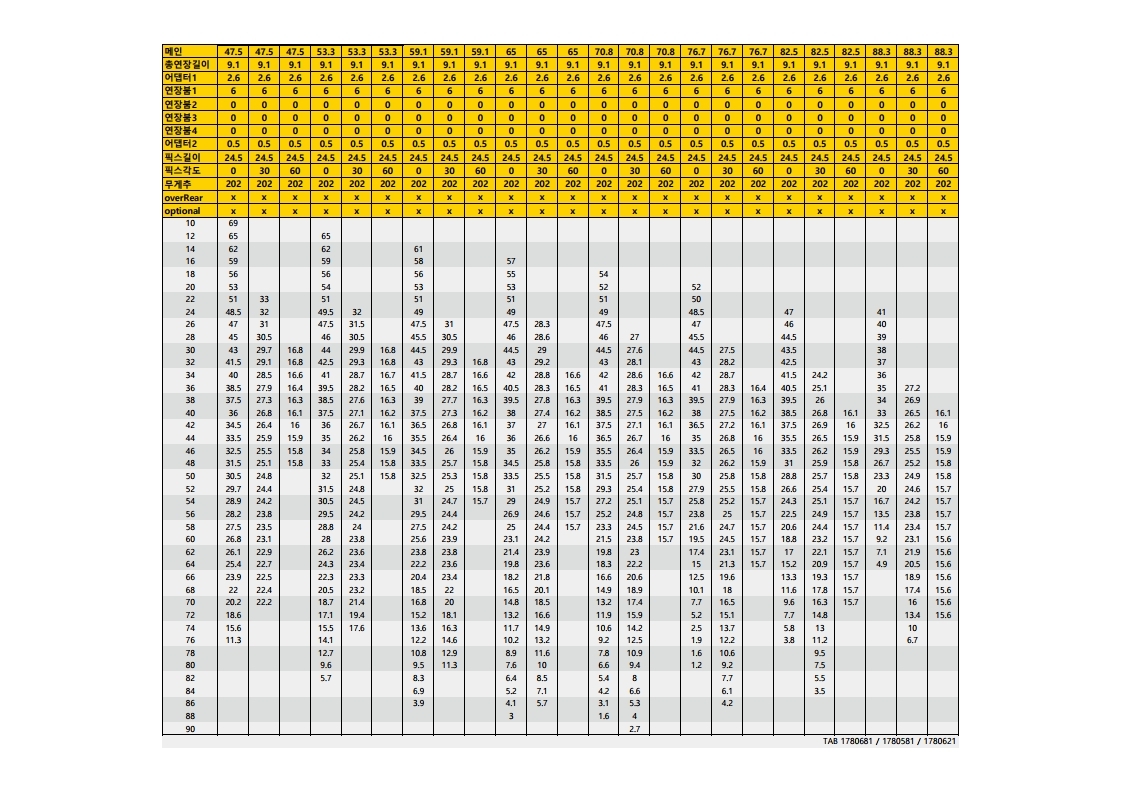 메인 47.5 47.5 47.5 53.3 53.3 53.3 59.1 59.1 59.1 65 65 65 70.8 70.8 70.8 76.7 76.7 76.7 82.5 82.5 82.5 88.3 88.3 88.3
총연장길이 9.1 9.1 9.1 9.1 9.1 9.1 9.1 9.1 9.1 9.1 9.1 9.1 9.1 9.1 9.1 9.1 9.1 9.1 9.1 9.1 9.1 9.1 9.1 9.1
어댑터1 2.6 2.6 2.6 2.6 2.6 2.6 2.6 2.6 2.6 2.6 2.6 2.6 2.6 2.6 2.6 2.6 2.6 2.6 2.6 2.6 2.6 2.6 2.6 2.6
연장붐1 6 6 6 6 6 6 6 6 6 6 6 6 6 6 6 6 6 6 6 6 6 6 6 6
연장붐2 0 0 0 0 0 0 0 0 0 0 0 0 0 0 0 0 0 0 0 0 0 0 0 0
연장붐3 0 0 0 0 0 0 0 0 0 0 0 0 0 0 0 0 0 0 0 0 0 0 0 0
연장붐4 0 0 0 0 0 0 0 0 0 0 0 0 0 0 0 0 0 0 0 0 0 0 0 0
어댑터2 0.5 0.5 0.5 0.5 0.5 0.5 0.5 0.5 0.5 0.5 0.5 0.5 0.5 0.5 0.5 0.5 0.5 0.5 0.5 0.5 0.5 0.5 0.5 0.5
픽스길이 24.5 24.5 24.5 24.5 24.5 24.5 24.5 24.5 24.5 24.5 24.5 24.5 24.5 24.5 24.5 24.5 24.5 24.5 24.5 24.5 24.5 24.5 24.5 24.5
픽스각도 0 30 60 0 30 60 0 30 60 0 30 60 0 30 60 0 30 60 0 30 60 0 30 60
무게추 202 202 202 202 202 202 202 202 202 202 202 202 202 202 202 202 202 202 202 202 202 202 202 202
overRear x x x x x x x x x x x x x x x x x x x x x x x x
optional x x x x x x x x x x x x x x x x x x x x x x x x
10 69
12 65 65
14 62 62 61
16 59 59 58 57
18 56 56 56 55 54
20 53 54 53 53 52 52
22 51 33 51 51 51 51 50
24 48.5 32 49.5 32 49 49 49 48.5 47 41
26 47 31 47.5 31.5 47.5 31 47.5 28.3 47.5 47 46 40
28 45 30.5 46 30.5 45.5 30.5 46 28.6 46 27 45.5 44.5 39
30 43 29.7 16.8 44 29.9 16.8 44.5 29.9 44.5 29 44.5 27.6 44.5 27.5 43.5 38
32 41.5 29.1 16.8 42.5 29.3 16.8 43 29.3 16.8 43 29.2 43 28.1 43 28.2 42.5 37
34 40 28.5 16.6 41 28.7 16.7 41.5 28.7 16.6 42 28.8 16.6 42 28.6 16.6 42 28.7 41.5 24.2 36
36 38.5 27.9 16.4 39.5 28.2 16.5 40 28.2 16.5 40.5 28.3 16.5 41 28.3 16.5 41 28.3 16.4 40.5 25.1 35 27.2
38 37.5 27.3 16.3 38.5 27.6 16.3 39 27.7 16.3 39.5 27.8 16.3 39.5 27.9 16.3 39.5 27.9 16.3 39.5 26 34 26.9
40 36 26.8 16.1 37.5 27.1 16.2 37.5 27.3 16.2 38 27.4 16.2 38.5 27.5 16.2 38 27.5 16.2 38.5 26.8 16.1 33 26.5 16.1
42 34.5 26.4 16 36 26.7 16.1 36.5 26.8 16.1 37 27 16.1 37.5 27.1 16.1 36.5 27.2 16.1 37.5 26.9 16 32.5 26.2 16
44 33.5 25.9 15.9 35 26.2 16 35.5 26.4 16 36 26.6 16 36.5 26.7 16 35 26.8 16 35.5 26.5 15.9 31.5 25.8 15.9
46 32.5 25.5 15.8 34 25.8 15.9 34.5 26 15.9 35 26.2 15.9 35.5 26.4 15.9 33.5 26.5 16 33.5 26.2 15.9 29.3 25.5 15.9
48 31.5 25.1 15.8 33 25.4 15.8 33.5 25.7 15.8 34.5 25.8 15.8 33.5 26 15.9 32 26.2 15.9 31 25.9 15.8 26.7 25.2 15.8
50 30.5 24.8 32 25.1 15.8 32.5 25.3 15.8 33.5 25.5 15.8 31.5 25.7 15.8 30 25.8 15.8 28.8 25.7 15.8 23.3 24.9 15.8
52 29.7 24.4 31.5 24.8 32 25 15.8 31 25.2 15.8 29.3 25.4 15.8 27.9 25.5 15.8 26.6 25.4 15.7 20 24.6 15.7
54 28.9 24.2 30.5 24.5 31 24.7 15.7 29 24.9 15.7 27.2 25.1 15.7 25.8 25.2 15.7 24.3 25.1 15.7 16.7 24.2 15.7
56 28.2 23.8 29.5 24.2 29.5 24.4 26.9 24.6 15.7 25.2 24.8 15.7 23.8 25 15.7 22.5 24.9 15.7 13.5 23.8 15.7
58 27.5 23.5 28.8 24 27.5 24.2 25 24.4 15.7 23.3 24.5 15.7 21.6 24.7 15.7 20.6 24.4 15.7 11.4 23.4 15.7
60 26.8 23.1 28 23.8 25.6 23.9 23.1 24.2 21.5 23.8 15.7 19.5 24.5 15.7 18.8 23.2 15.7 9.2 22.7 15.6
62 26.1 22.9 26.2 23.6 23.8 23.8 21.4 23.9 19.8 23 17.4 23.1 15.7 17 22.1 15.7 7.1 21.9 15.6
64 25.4 22.7 24.3 23.4 22.2 23.6 19.8 23.6 18.3 22.2 15 21.3 15.7 15.2 20.9 15.7 4.9 20.5 15.6
66 23.9 22.5 22.3 23.3 20.4 23.4 18.2 21.8 16.6 20.6 12.5 19.6 13.3 19.3 15.7 18.9 15.6
68 22 22.4 20.5 23.2 18.5 22 16.5 20.1 14.9 18.9 10.1 18 11.6 17.8 15.7 17.4 15.6
70 20.2 22.2 18.7 21.4 16.8 20 14.8 18.5 13.2 17.4 7.7 16.5 9.6 16.3 15.7 16 15.6
72 18.6 17.1 19.4 15.2 18.1 13.2 16.6 11.9 15.9 5.2 15.1 7.7 14.8 13.4 15.6
74 15.6 15.5 17.6 13.6 16.3 11.7 14.9 10.6 14.2 2.5 13.7 5.8 13 10
76 11.3 14.1 12.2 14.6 10.2 13.2 9.2 12.5 1.9 12.2 3.8 11.2 6.7
78 12.7 10.8 12.9 8.9 11.6 7.8 10.9 1.6 10.6 9.5
80 9.6 9.5 11.3 7.6 10 6.6 9.4 1.2 9.2 7.5
82 5.7 8.3 6.4 8.5 5.4 8 7.7 5.5
84 6.9 5.2 7.1 4.2 6.6 6.1 3.5
86 3.9 4.1 5.7 3.1 5.3 4.2
88 3 1.6 4
90 2.7
TAB 1780681 / 1780581 / 1780621